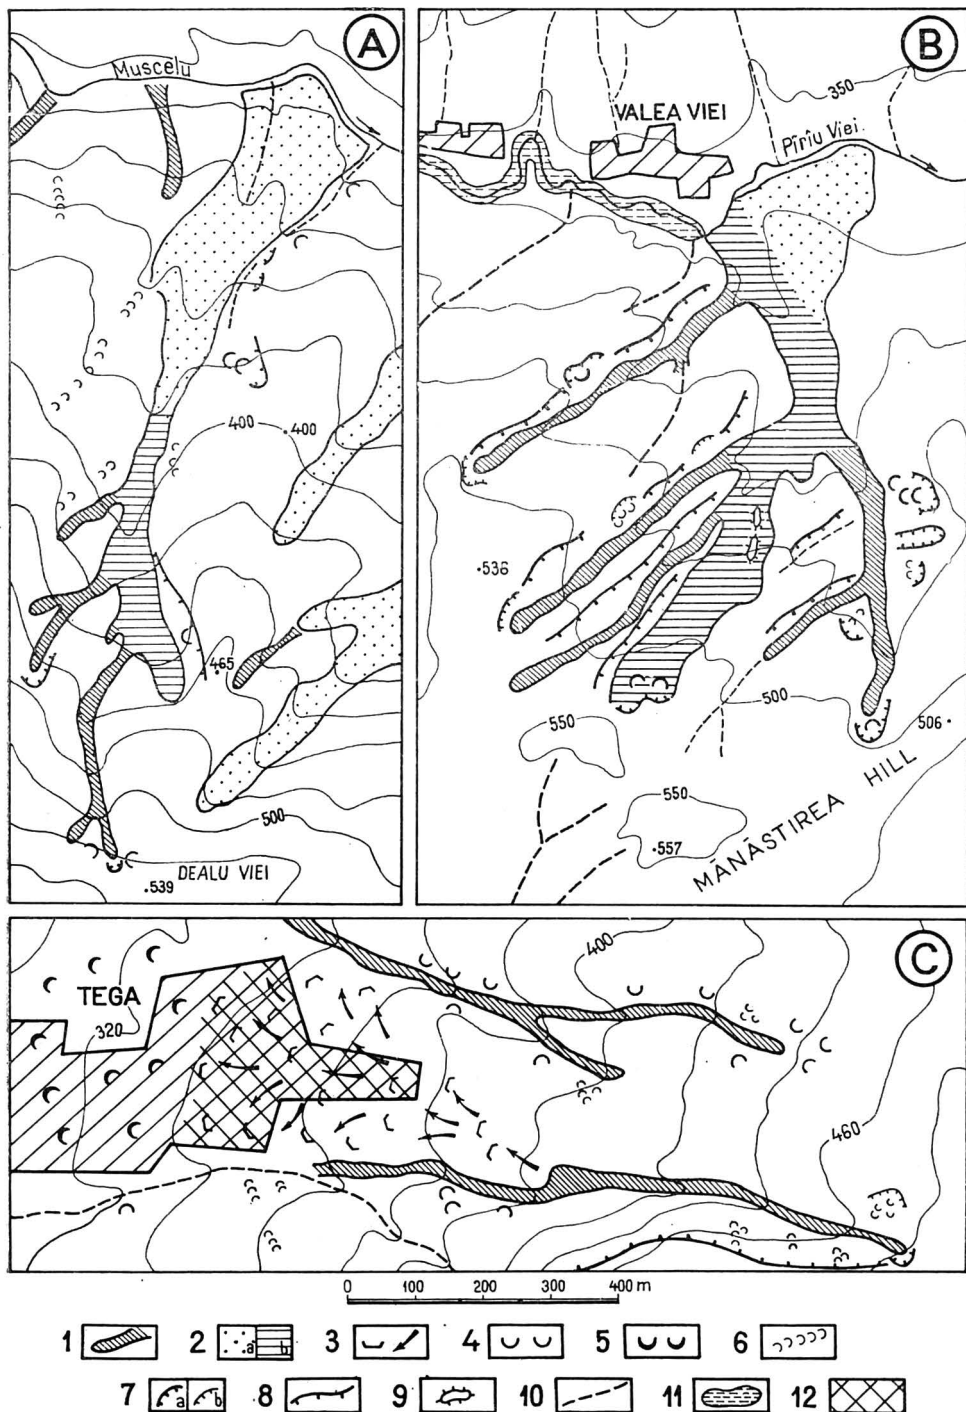 A
Muscelu
400
.400
.465
500
DEALU VIEI
.539
B
350
VALEA VIEI
Pîrîu Viei
.536
500
550
506.
550
.557
MĂNĂSTIREA HILL
C
TEGA
320
400
460
0 100 200 300 400 m
1 2 a b 3 4 5 6
7 a b 8 9 10 11 12